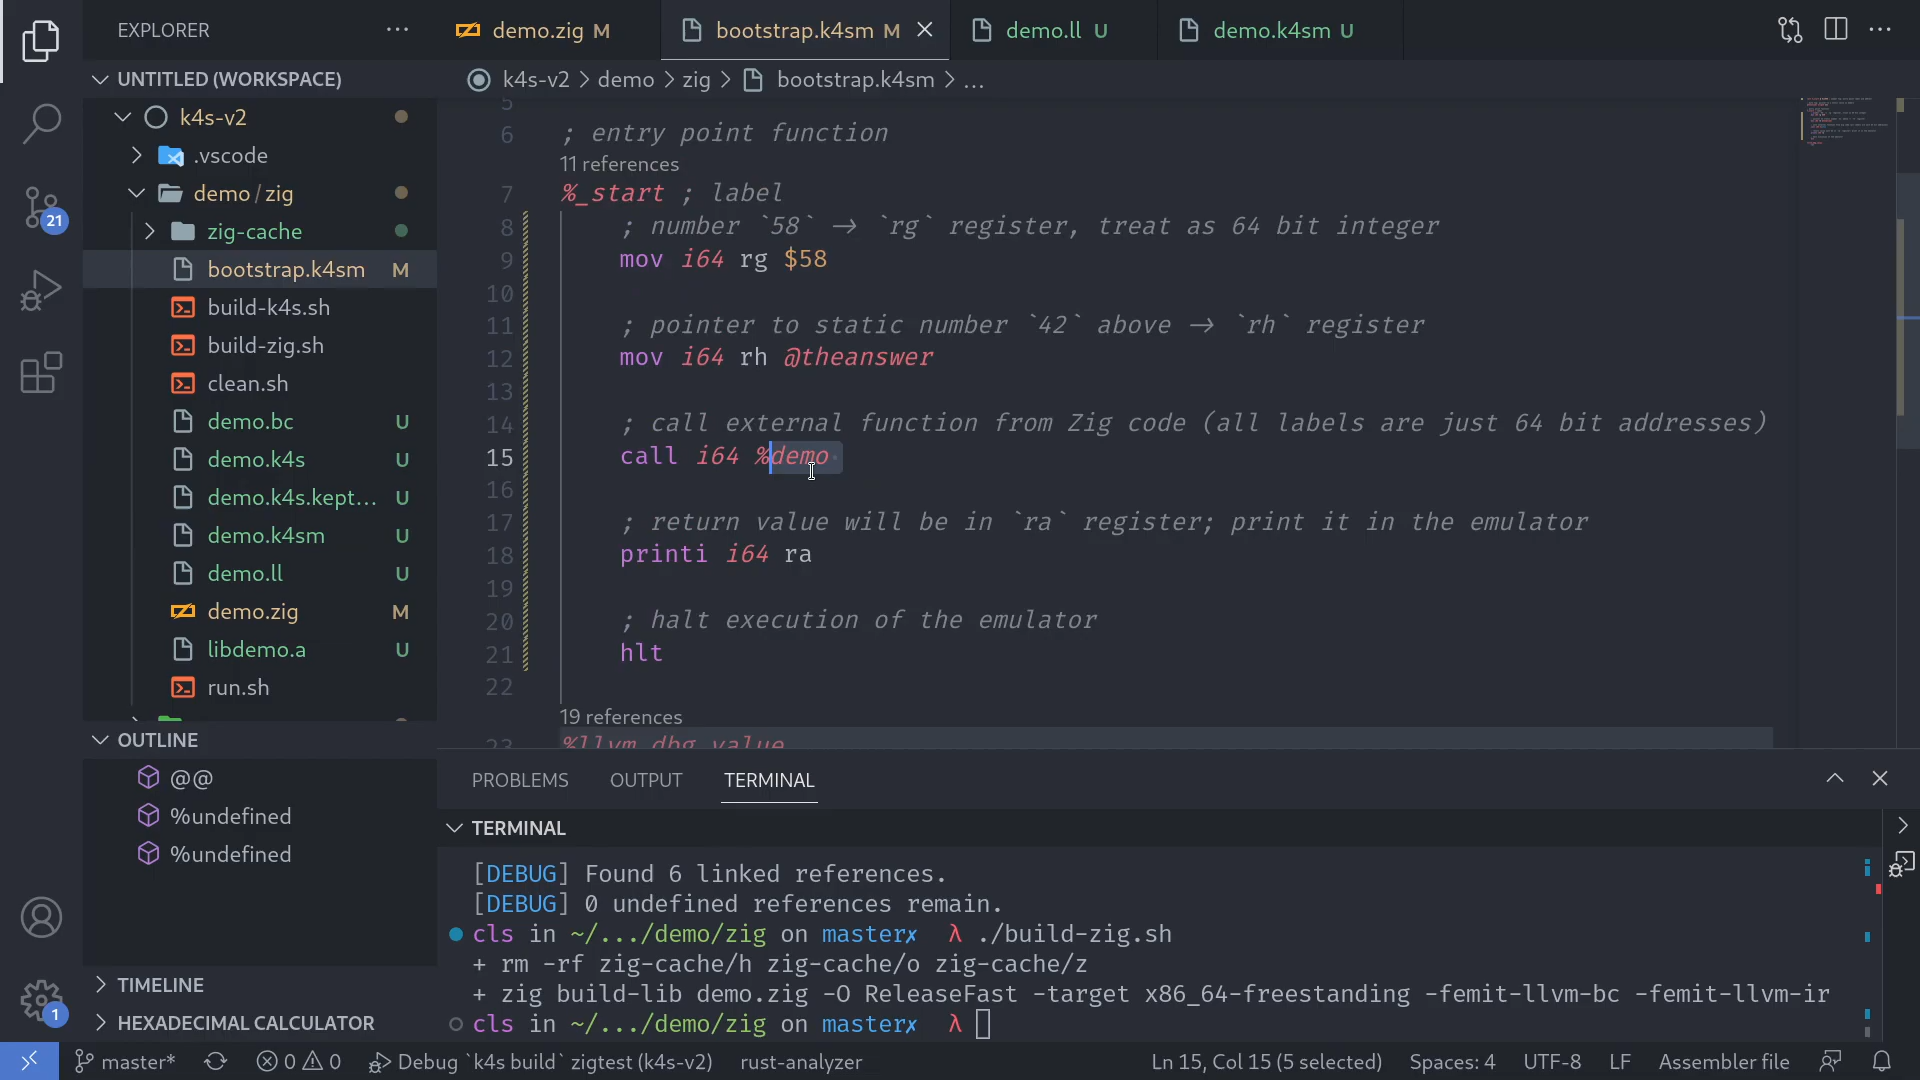 EXPLORER
demo.zig M
bootstrap.k4sm M
demo.ll U
demo.k4sm U
UNTITLED (WORKSPACE)
k4s-v2 > demo > zig > bootstrap.k4sm > ...
k4s-v2
.vscode
demo / zig
zig-cache
bootstrap.k4sm M
build-k4s.sh
build-zig.sh
clean.sh
demo.bc U
demo.k4s U
demo.k4s.kept... U
demo.k4sm U
demo.ll U
demo.zig M
libdemo.a U
run.sh
21
OUTLINE
@@
%undefined
%undefined
TIMELINE
HEXADECIMAL CALCULATOR
1
5
6 ; entry point function
11 references
7 %_start ; label
8 ; number `58` -> `rg` register, treat as 64 bit integer
9 mov i64 rg $58
10
11 ; pointer to static number `42` above -> `rh` register
12 mov i64 rh @theanswer
13
14 ; call external function from Zig code (all labels are just 64 bit addresses)
15 call i64 %demo
16
17 ; return value will be in `ra` register; print it in the emulator
18 printi i64 ra
19
20 ; halt execution of the emulator
21 hlt
22
19 references
23 %llvm.dbg.value
PROBLEMS OUTPUT TERMINAL
TERMINAL
[DEBUG] Found 6 linked references.
[DEBUG] 0 undefined references remain.
cls in ~/.../demo/zig on master✗ λ ./build-zig.sh
+ rm -rf zig-cache/h zig-cache/o zig-cache/z
+ zig build-lib demo.zig -O ReleaseFast -target x86_64-freestanding -femit-llvm-bc -femit-llvm-ir
cls in ~/.../demo/zig on master✗ λ
master* 0 0 Debug `k4s build` zigtest (k4s-v2) rust-analyzer Ln 15, Col 15 (5 selected) Spaces: 4 UTF-8 LF Assembler file